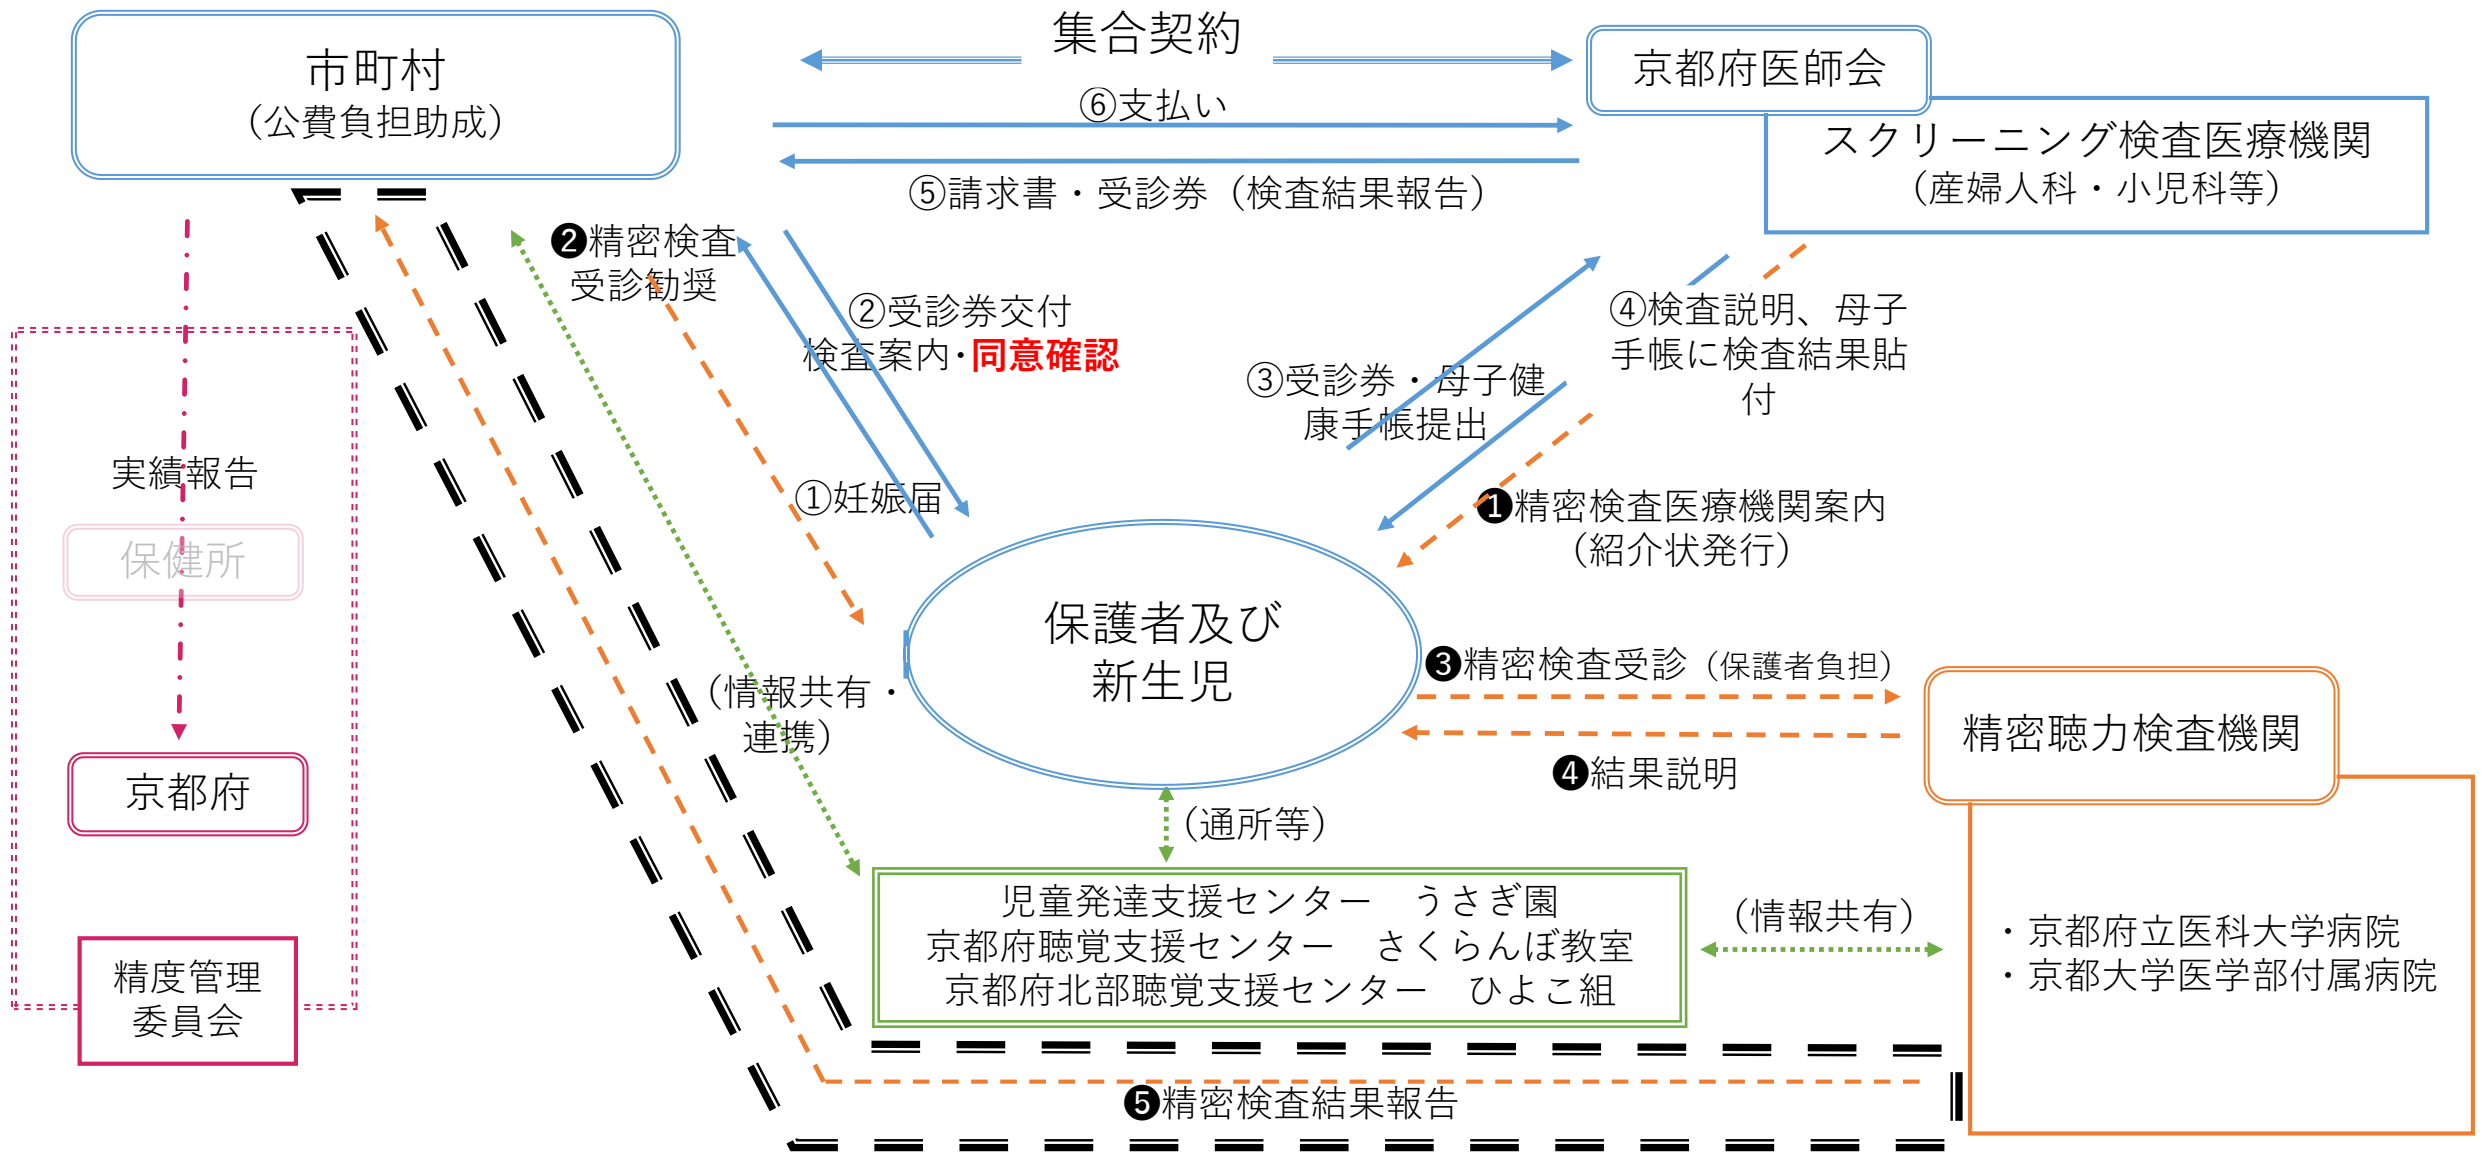 集合契約
市町村
（公費負担助成）
京都府医師会
⑥支払い
スクリーニング検査医療機関
（産婦人科・小児科等）
⑤請求書・受診券（検査結果報告）
❷精密検査
受診勧奨
②受診券交付
検査案内・同意確認
④検査説明、母子
手帳に検査結果貼
付
③受診券・母子健
康手帳提出
実績報告
①妊娠届
❶精密検査医療機関案内
（紹介状発行）
保健所
保護者及び
新生児
❸精密検査受診（保護者負担）
（情報共有・
連携）
精密聴力検査機関
❹結果説明
京都府
（通所等）
児童発達支援センター　うさぎ園
京都府聴覚支援センター　さくらんぼ教室
京都府北部聴覚支援センター　ひよこ組
（情報共有）
・京都府立医科大学病院
・京都大学医学部付属病院
精度管理
委員会
❺精密検査結果報告